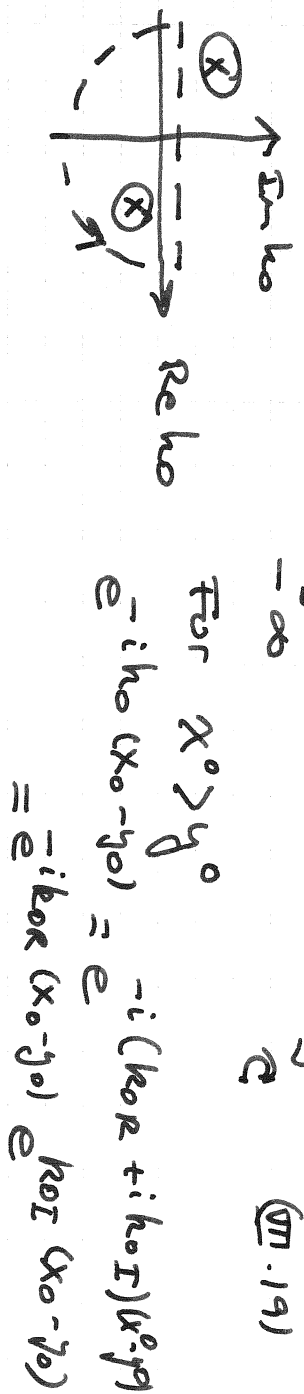 Im k₀
ⓧ
ⓧ
Re k₀
-∞ C (VII.19)
For x⁰ > y⁰
e^{-ik₀(x₀-y₀)} = e^{-i(k₀R + ik₀I)(x⁰-y⁰)}
= e^{-ik₀R(x₀-y₀)} e^{k₀I(x₀-y₀)}